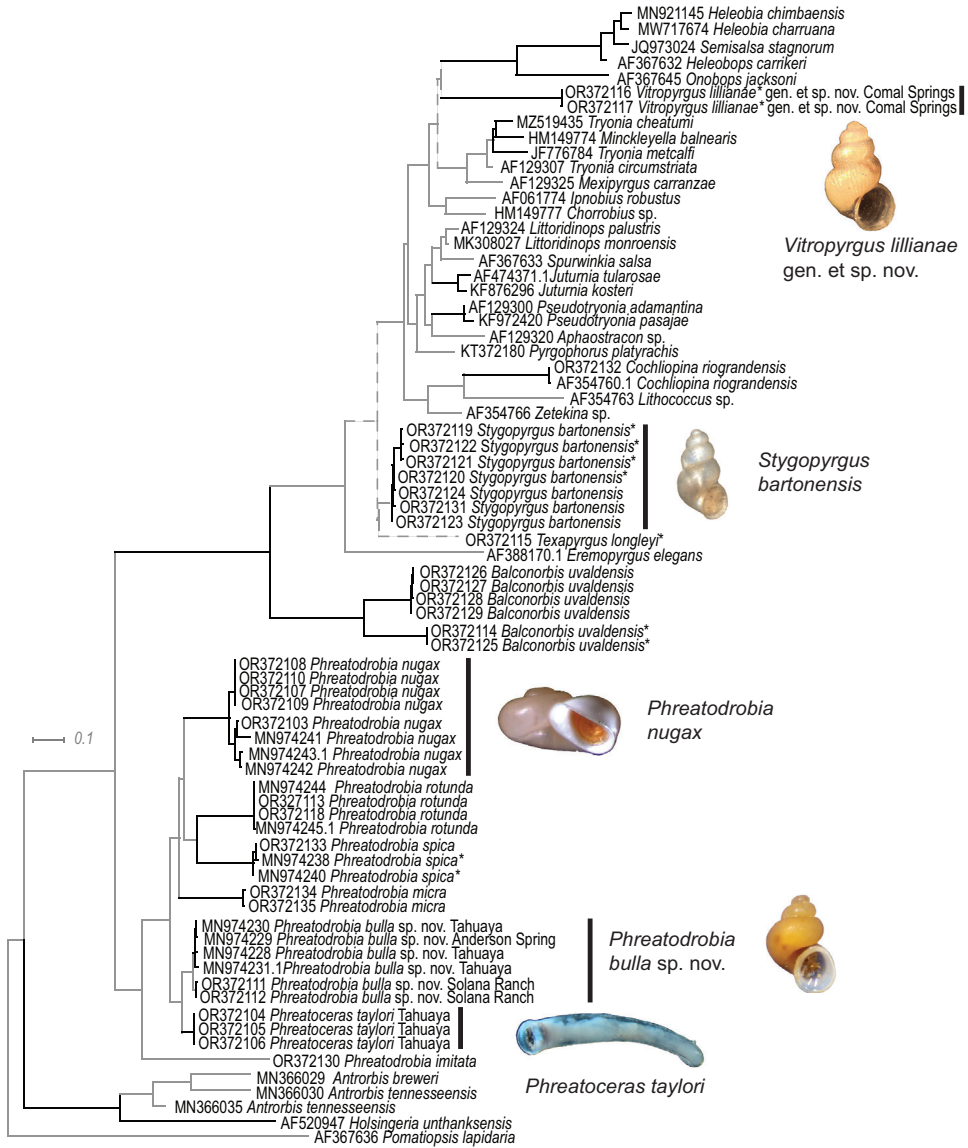 MN921145 Heleobia chimbaensis
MW717674 Heleobia charruana
JQ973024 Semisalsa stagnorum
AF367632 Heleobops carrikeri
AF367645 Onobops jacksoni
OR372116 Vitropyrgus lillianae* gen. et sp. nov. Comal Springs
OR372117 Vitropyrgus lillianae* gen. et sp. nov. Comal Springs
MZ519435 Tryonia cheatumi
HM149774 Minckleyella balnearis
JF776784 Tryonia metcalfi
AF129307 Tryonia circumstriata
AF129325 Mexipyrgus carranzae
AF061774 Ipnobius robustus
HM149777 Chorrobius sp.
Vitropyrgus lillianae
gen. et sp. nov.
AF129324 Littoridinops palustris
MK308027 Littoridinops monroensis
AF367633 Spurwinkia salsa
AF474371.1Juturnia tularosae
KF876296 Juturnia kosteri
AF129300 Pseudotryonia adamantina
KF972420 Pseudotryonia pasajae
AF129320 Aphaostracon sp.
KT372180 Pyrgophorus platyrachis
OR372132 Cochliopina riograndensis
AF354760.1 Cochliopina riograndensis
AF354763 Lithococcus sp.
AF354766 Zetekina sp.
OR372119 Stygopyrgus bartonensis*
OR372122 Stygopyrgus bartonensis*
OR372121 Stygopyrgus bartonensis*
OR372120 Stygopyrgus bartonensis*
OR372124 Stygopyrgus bartonensis
OR372131 Stygopyrgus bartonensis
OR372123 Stygopyrgus bartonensis
Stygopyrgus
bartonensis
OR372115 Texapyrgus longleyi*
AF388170.1 Eremopyrgus elegans
OR372126 Balconorbis uvaldensis
OR372127 Balconorbis uvaldensis
OR372128 Balconorbis uvaldensis
OR372129 Balconorbis uvaldensis
OR372114 Balconorbis uvaldensis*
OR372125 Balconorbis uvaldensis*
OR372108 Phreatodrobia nugax
OR372110 Phreatodrobia nugax
OR372107 Phreatodrobia nugax
OR372109 Phreatodrobia nugax
OR372103 Phreatodrobia nugax
MN974241 Phreatodrobia nugax
MN974243.1 Phreatodrobia nugax
MN974242 Phreatodrobia nugax
Phreatodrobia
nugax
0.1
MN974244 Phreatodrobia rotunda
OR327113 Phreatodrobia rotunda
OR372118 Phreatodrobia rotunda
MN974245.1 Phreatodrobia rotunda
OR372133 Phreatodrobia spica
MN974238 Phreatodrobia spica*
MN974240 Phreatodrobia spica*
OR372134 Phreatodrobia micra
OR372135 Phreatodrobia micra
MN974230 Phreatodrobia bulla sp. nov. Tahuaya
MN974229 Phreatodrobia bulla sp. nov. Anderson Spring
MN974228 Phreatodrobia bulla sp. nov. Tahuaya
MN974231.1Phreatodrobia bulla sp. nov. Tahuaya
OR372111 Phreatodrobia bulla sp. nov. Solana Ranch
OR372112 Phreatodrobia bulla sp. nov. Solana Ranch
Phreatodrobia
bulla sp. nov.
OR372104 Phreatoceras taylori Tahuaya
OR372105 Phreatoceras taylori Tahuaya
OR372106 Phreatoceras taylori Tahuaya
Phreatoceras taylori
OR372130 Phreatodrobia imitata
MN366029 Antrorbis breweri
MN366030 Antrorbis tennesseensis
MN366035 Antrorbis tennesseensis
AF520947 Holsingeria unthanksensis
AF367636 Pomatiopsis lapidaria